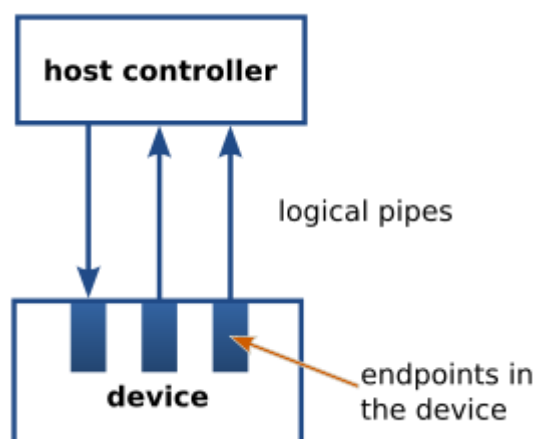 host controller
logical pipes
endpoints in
the device
device